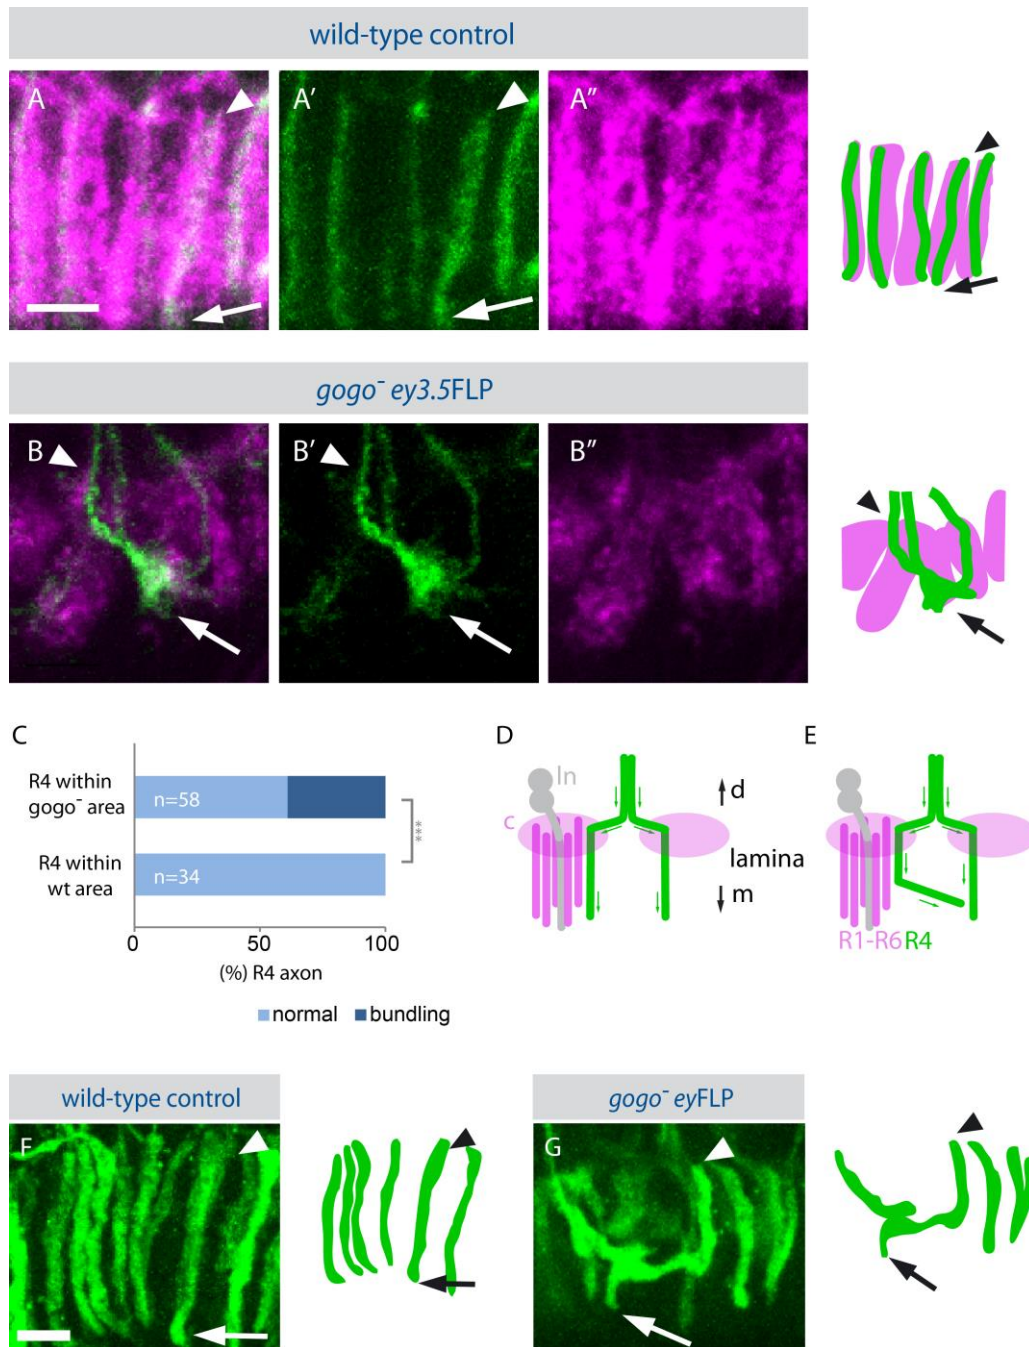 wild-type control
A
A′
A″
gogo⁻ ey3.5FLP
B
B′
B″
C
R4 within
gogo⁻ area
n=58
R4 within
wt area
n=34
***
0
50
100
(%) R4 axon
normal
bundling
D
ln
d
c
lamina
m
E
R1-R6 R4
wild-type control
F
gogo⁻ eyFLP
G